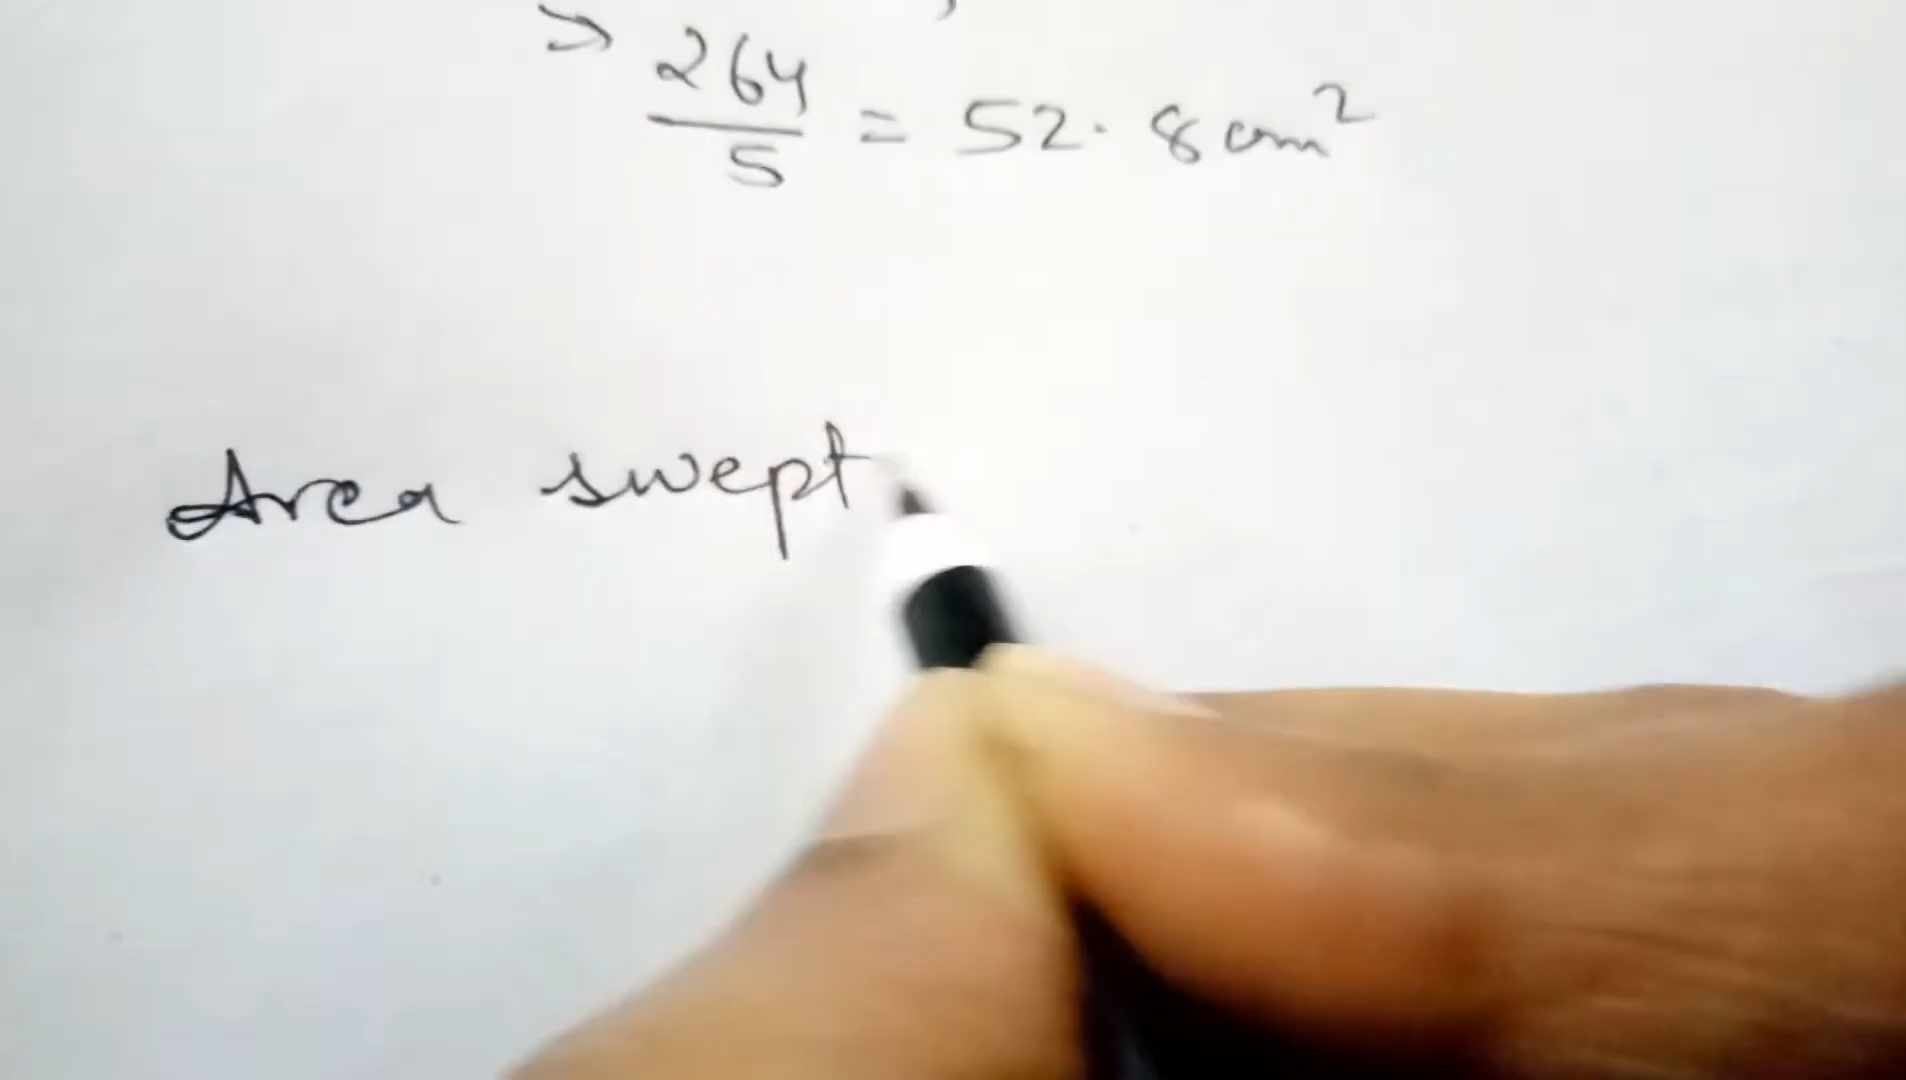 → 264/5 = 52.8 cm²
Area swept